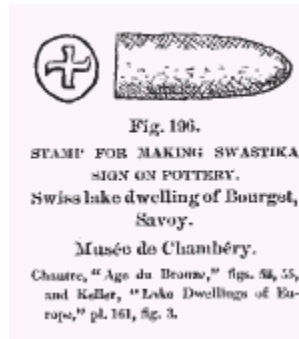 Fig. 196.
STAMP FOR MAKING SWASTIKA
SIGN ON POTTERY.
Swiss lake dwelling of Bourget,
Savoy.
Musée de Chambéry.
Chantre, “Age du Bronze,” figs. 53, 55,
and Keller, “Lake Dwellings of Eu-
rope,” pl. 161, fig. 3.